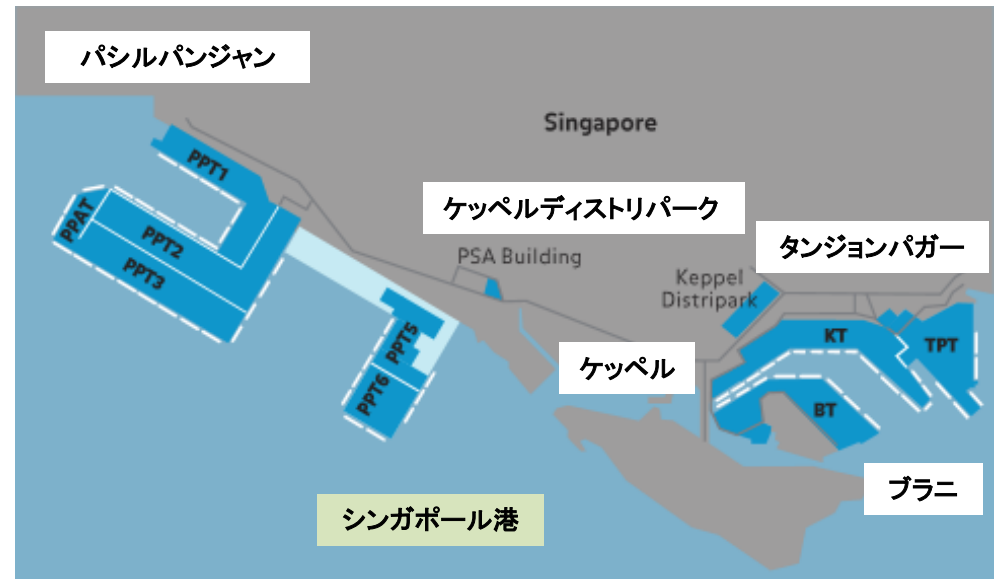 パシルパンジャン
Singapore
PPT1
ケッペルディストリパーク
PPAT
PPT2
タンジョンパガー
PSA Building
PPT3
Keppel
Distripark
PPT5
KT
TPT
ケッペル
PPT6
BT
ブラニ
シンガポール港